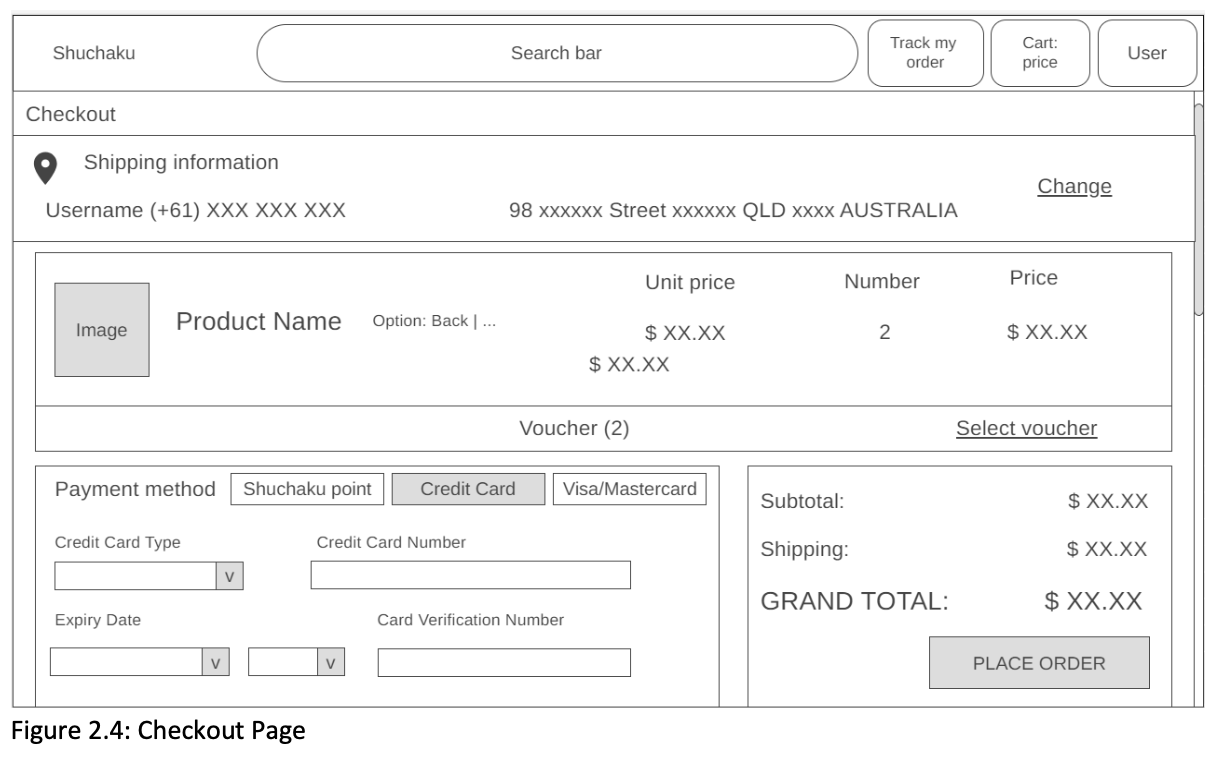 Shuchaku
Search bar
Track my
order
Cart:
price
User
Checkout
Shipping information
Username (+61) XXX XXX XXX
98 xxxxxx Street xxxxxx QLD xxxx AUSTRALIA
Change
Image
Product Name
Option: Back | ...
Unit price
Number
Price
$ XX.XX
2
$ XX.XX
$ XX.XX
Voucher (2)
Select voucher
Payment method
Shuchaku point
Credit Card
Visa/Mastercard
Credit Card Type
Credit Card Number
v
Expiry Date
Card Verification Number
v
v
Subtotal:
$ XX.XX
Shipping:
$ XX.XX
GRAND TOTAL:
$ XX.XX
PLACE ORDER
Figure 2.4: Checkout Page